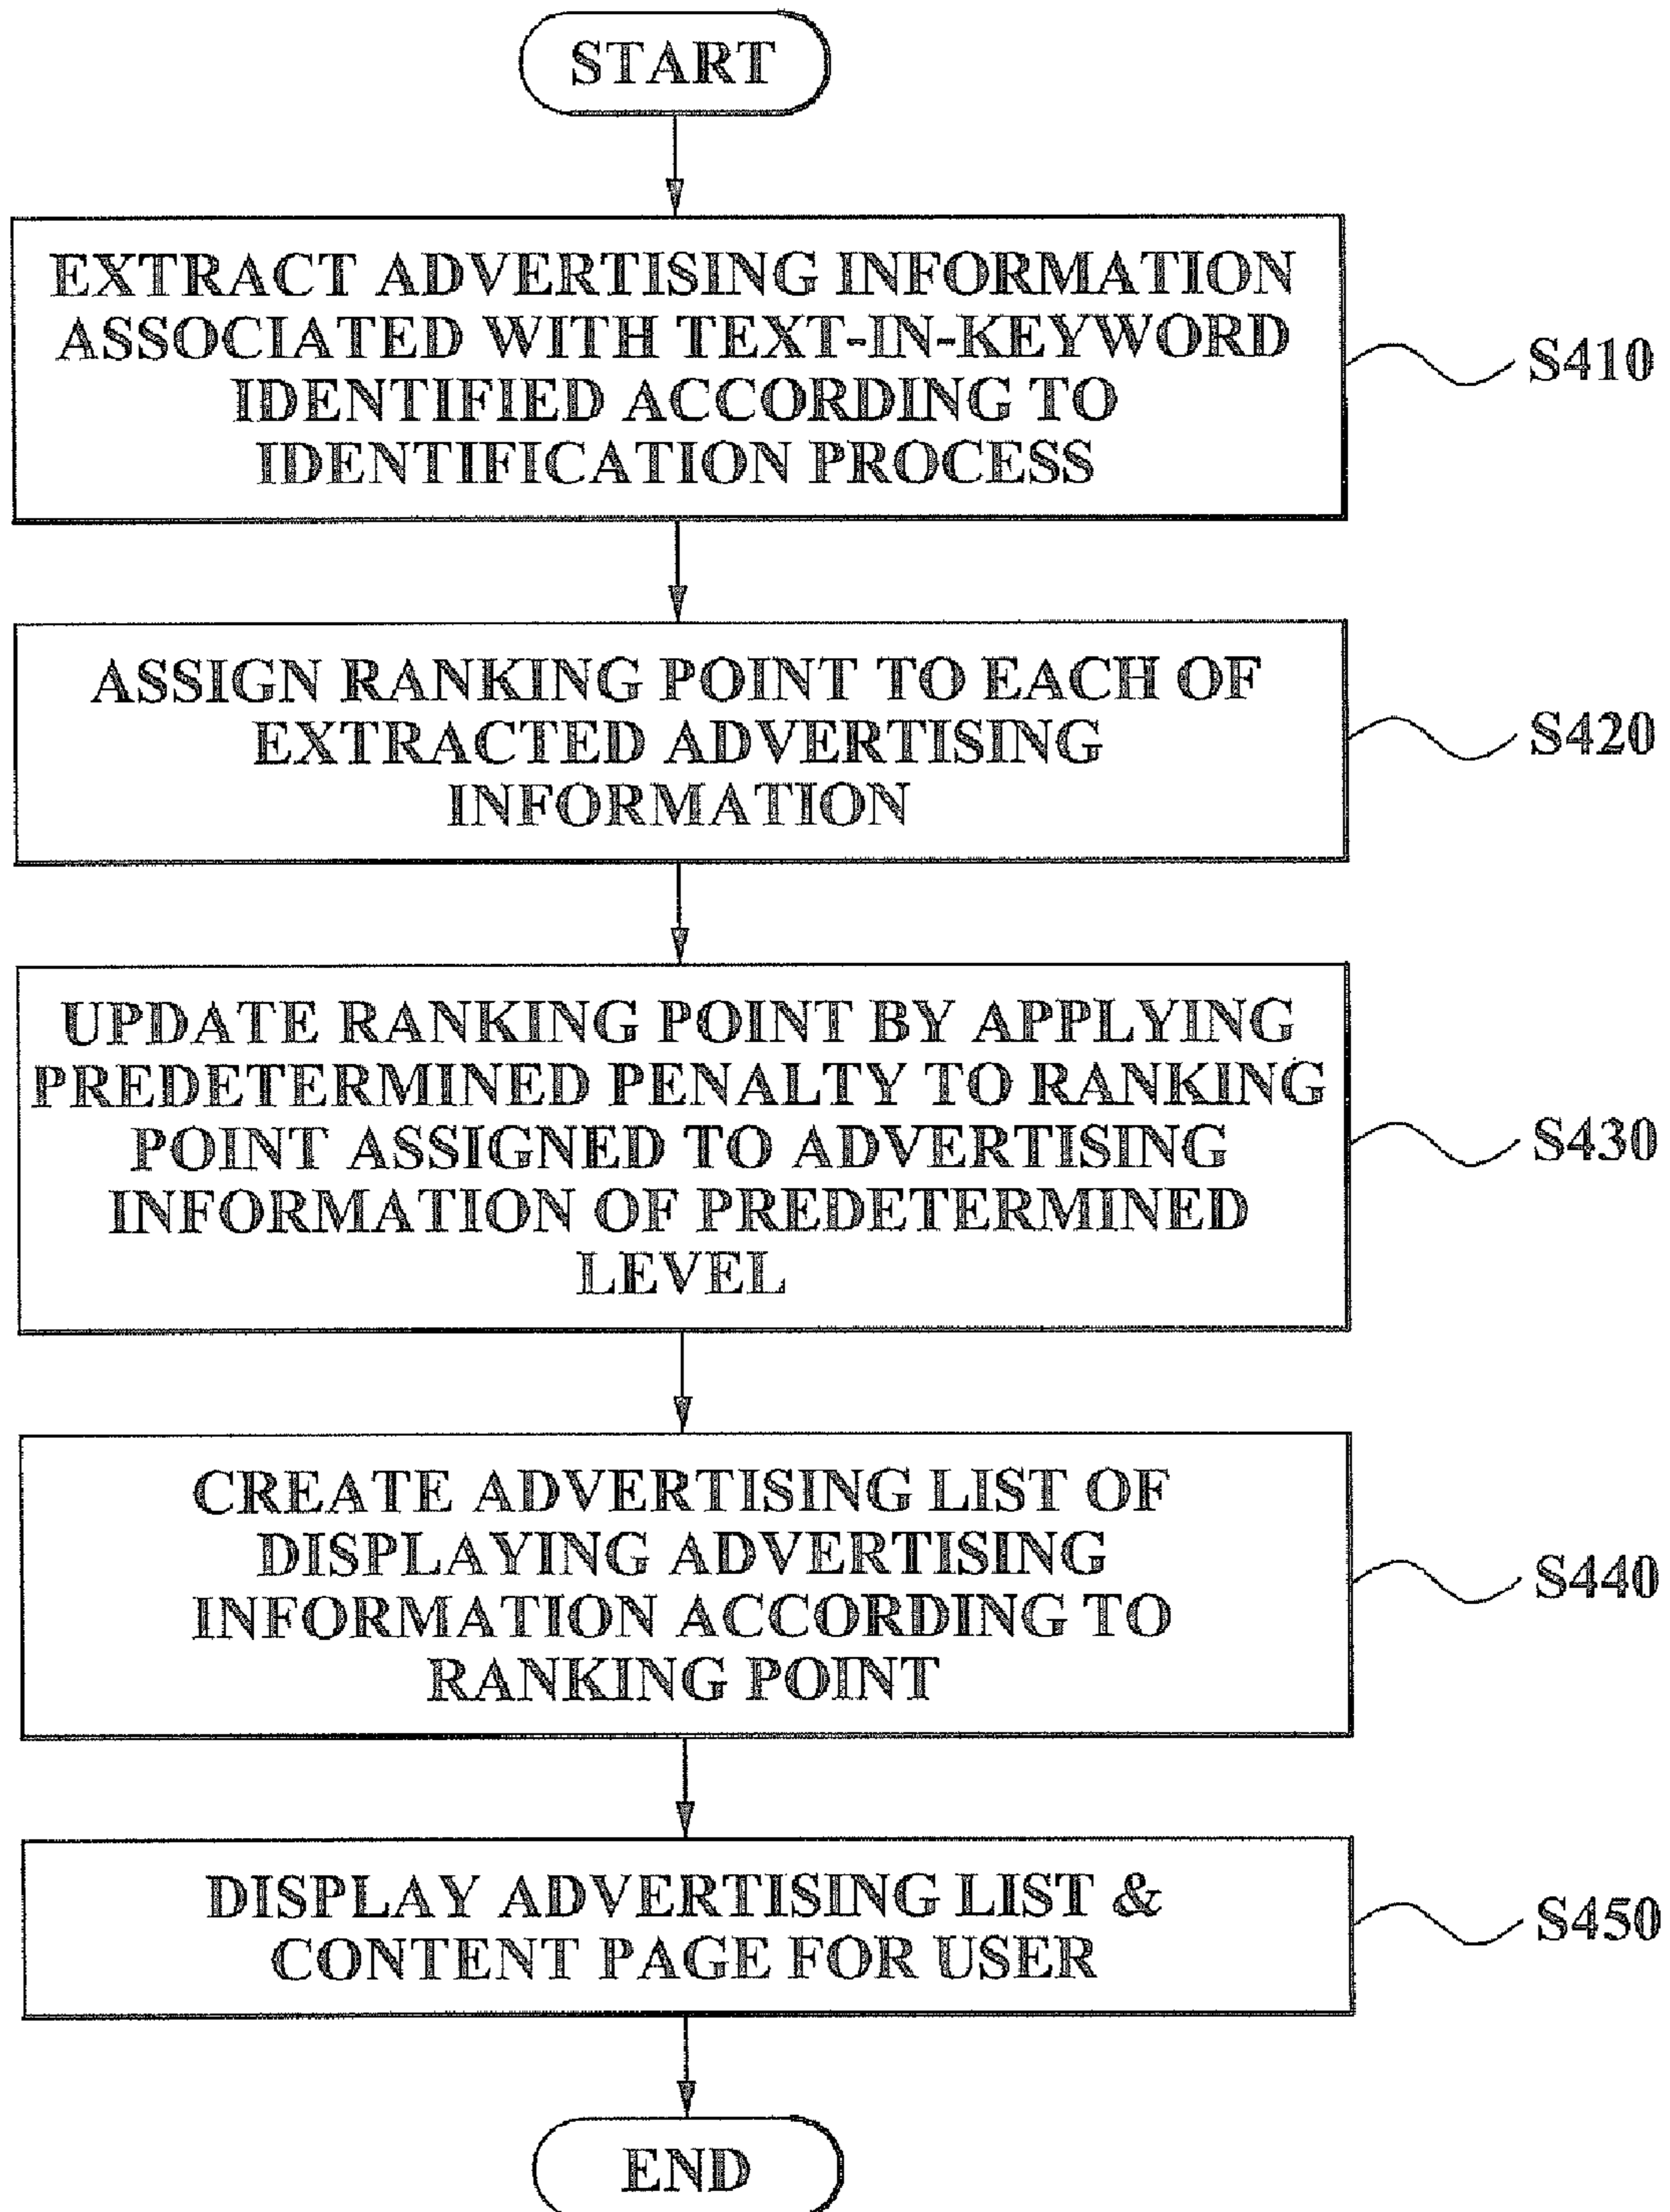 START
EXTRACT ADVERTISING INFORMATION
ASSOCIATED WITH TEXT-IN-KEYWORD
IDENTIFIED ACCORDING TO
IDENTIFICATION PROCESS
S410
ASSIGN RANKING POINT TO EACH OF
EXTRACTED ADVERTISING
INFORMATION
S420
UPDATE RANKING POINT BY APPLYING
PREDETERMINED PENALTY TO RANKING
POINT ASSIGNED TO ADVERTISING
INFORMATION OF PREDETERMINED
LEVEL
S430
CREATE ADVERTISING LIST OF
DISPLAYING ADVERTISING
INFORMATION ACCORDING TO
RANKING POINT
S440
DISPLAY ADVERTISING LIST &
CONTENT PAGE FOR USER
S450
END